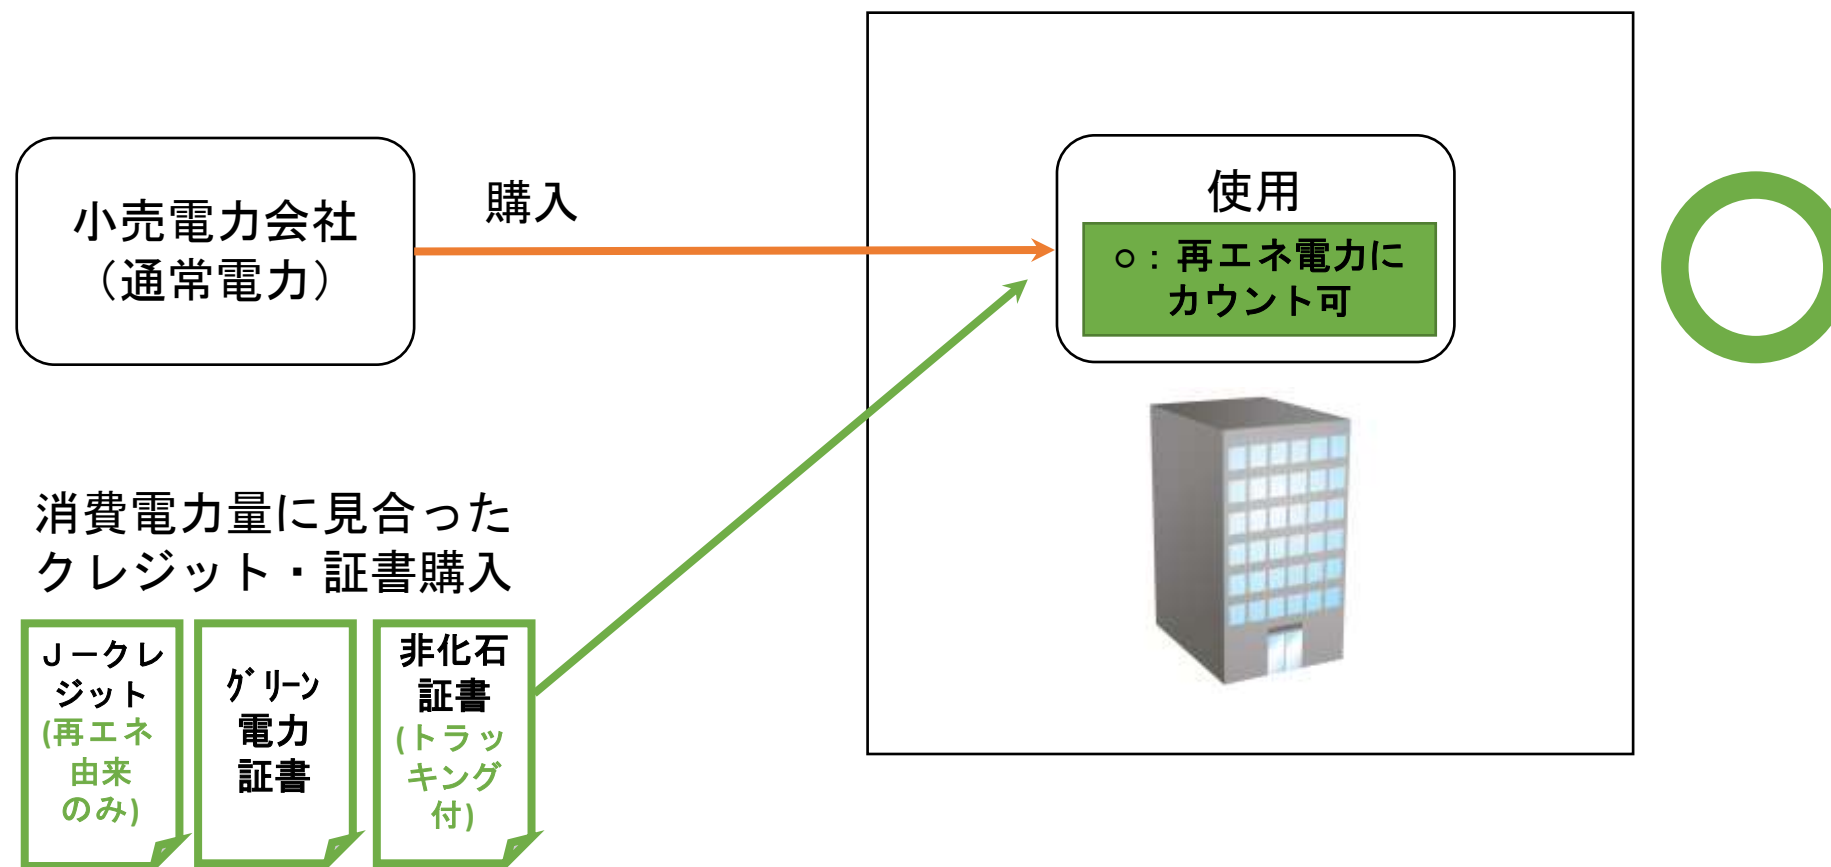 小売電力会社
（通常電力）
購入
使用
○：再エネ電力に
カウント可
消費電力量に見合った
クレジット・証書購入
Ｊークレ
ジット
(再エネ
由来
のみ)
ｸﾞﾘｰﾝ
電力
証書
非化石
証書
(トラッ
キング
付)